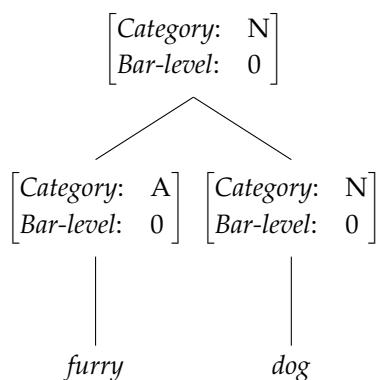 Category: N
Bar-level: 0
Category: A Category: N
Bar-level: 0 Bar-level: 0
furry dog